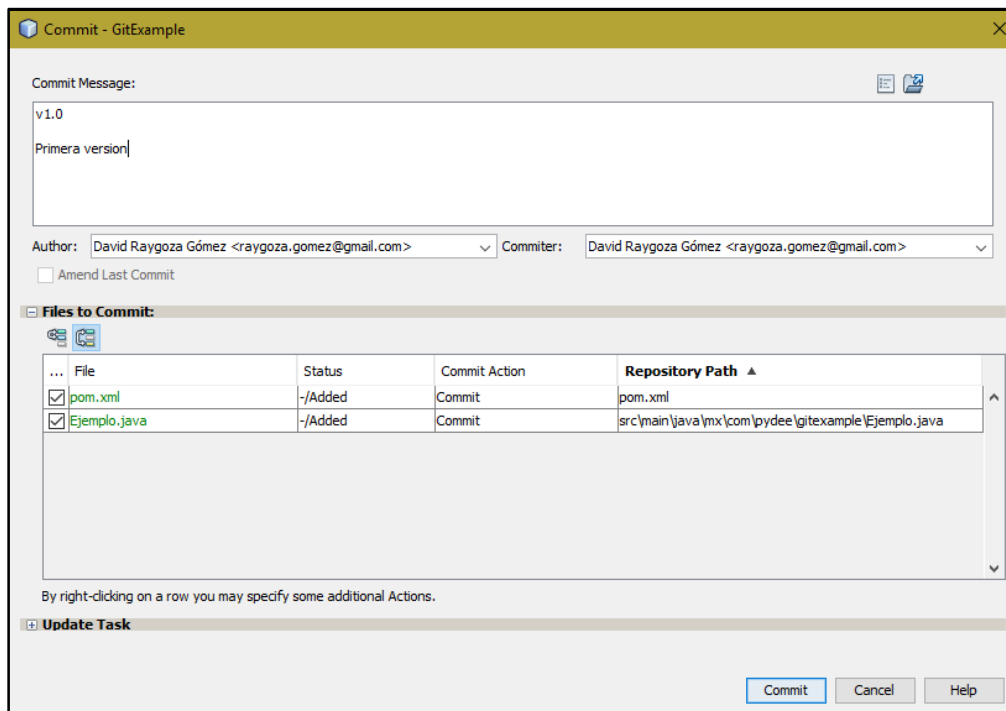 Commit - GitExample
Commit Message:
v1.0
Primera version
Author: David Raygoza Gómez <raygoza.gomez@gmail.com> Commiter: David Raygoza Gómez <raygoza.gomez@gmail.com>
Amend Last Commit
Files to Commit:
... File Status Commit Action Repository Path
pom.xml -/Added Commit pom.xml
Ejemplo.java -/Added Commit src\main\java\mx\com\pydee\gitexample\Ejemplo.java
By right-clicking on a row you may specify some additional Actions.
Update Task
Commit Cancel Help